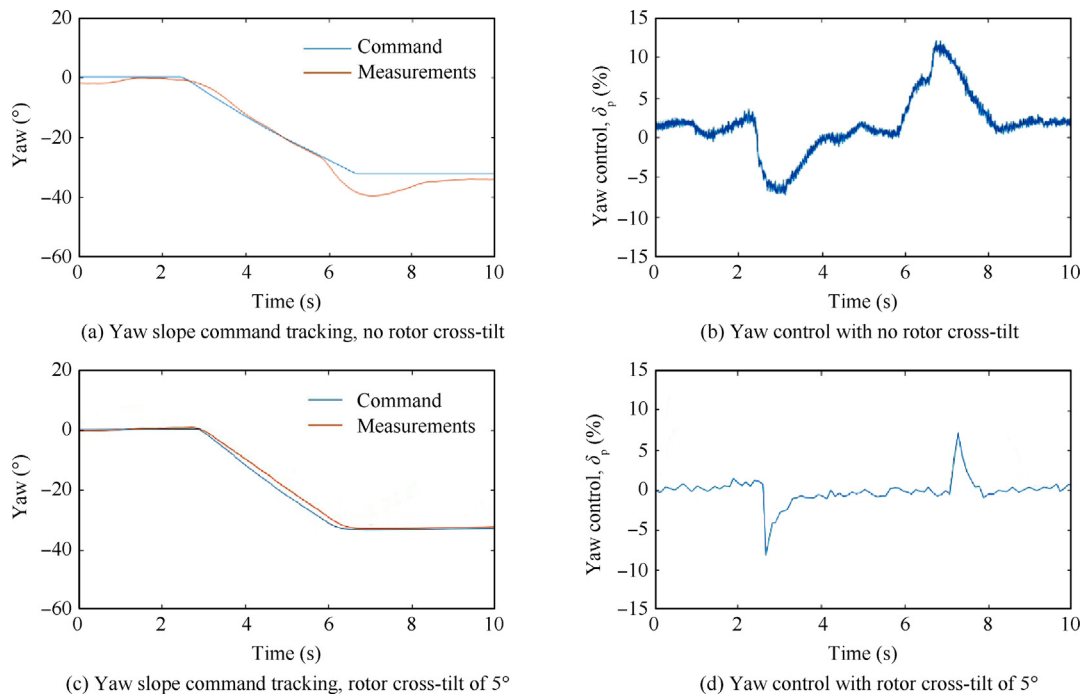 20
0
−20
−40
−60
Yaw (°)
Command
Measurements
0 2 4 6 8 10
Time (s)
(a) Yaw slope command tracking, no rotor cross-tilt
15
10
5
0
−5
−10
−15
Yaw control, δp (%)
0 2 4 6 8 10
Time (s)
(b) Yaw control with no rotor cross-tilt
20
0
−20
−40
−60
Yaw (°)
Command
Measurements
0 2 4 6 8 10
Time (s)
(c) Yaw slope command tracking, rotor cross-tilt of 5°
15
10
5
0
−5
−10
−15
Yaw control, δp (%)
0 2 4 6 8 10
Time (s)
(d) Yaw control with rotor cross-tilt of 5°